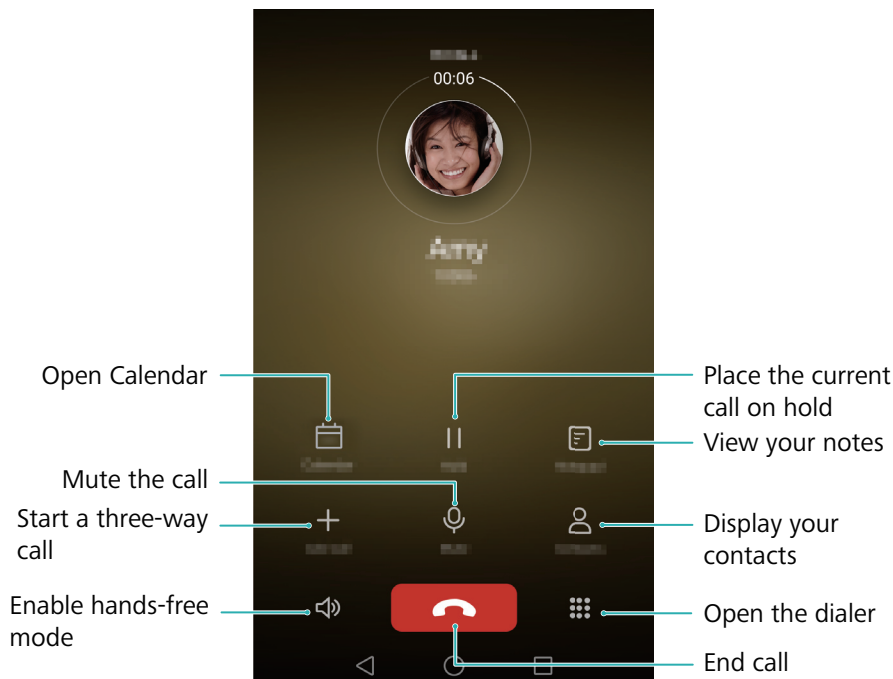 00:06
Open Calendar
Place the current
call on hold
View your notes
Mute the call
Start a three-way
call
Display your
contacts
Enable hands-free
mode
Open the dialer
End call